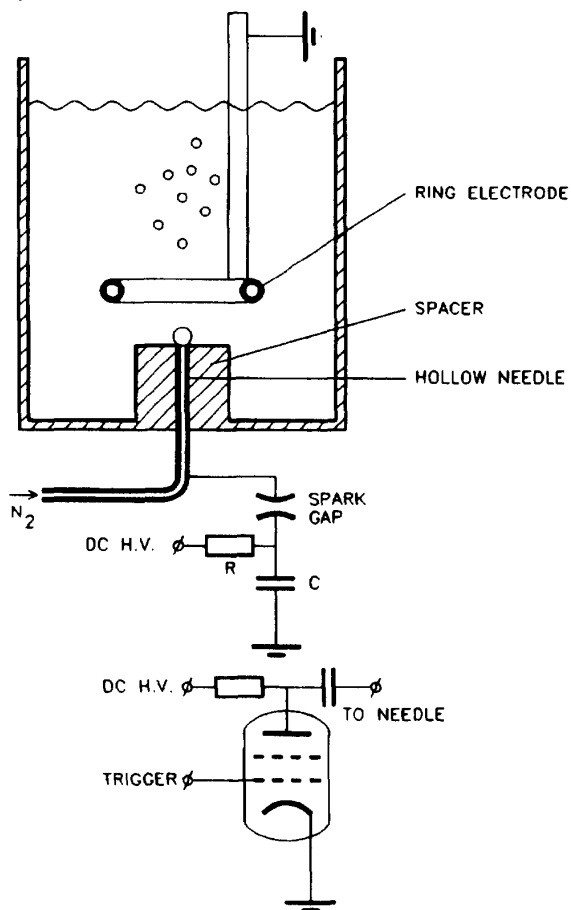 RING ELECTRODE
SPACER
HOLLOW NEEDLE
N2
SPARK
GAP
DC H.V.
R
C
DC H.V.
TO NEEDLE
TRIGGER